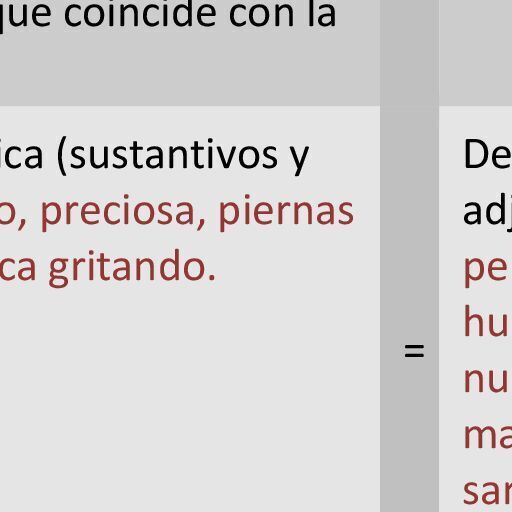 que coincide con la
ica (sustantivos y
o, preciosa, piernas
ca gritando.
=
De
adj
pe
hu
nu
ma
sar